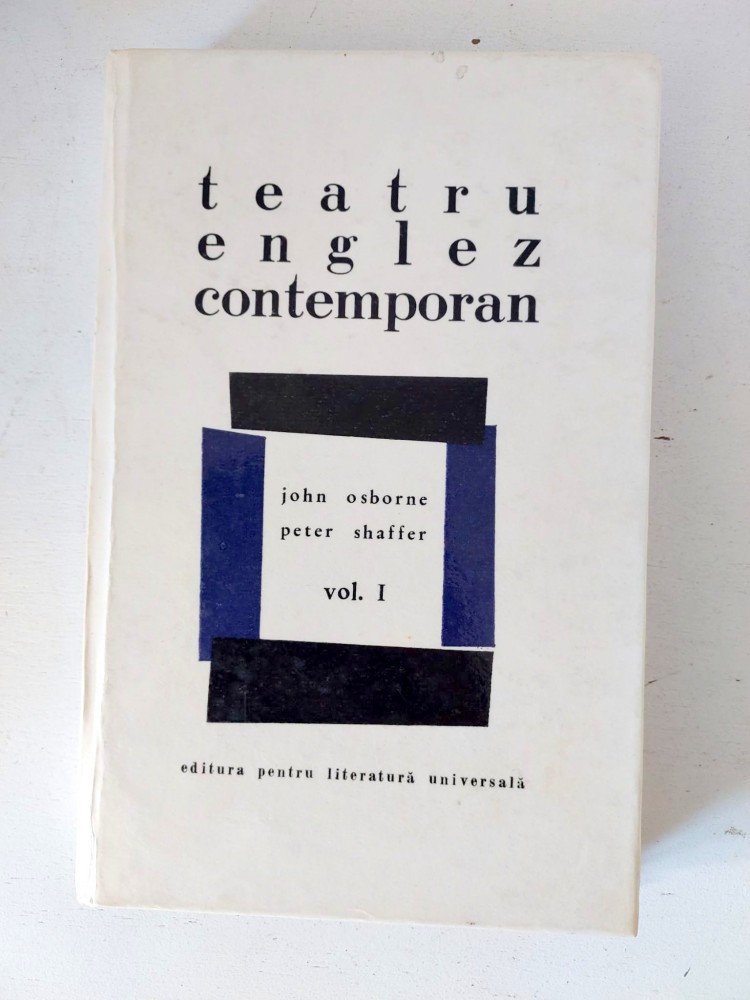 teatru
englez
contemporan
john osborne
peter shaffer
vol. I
editura pentru literatură universală